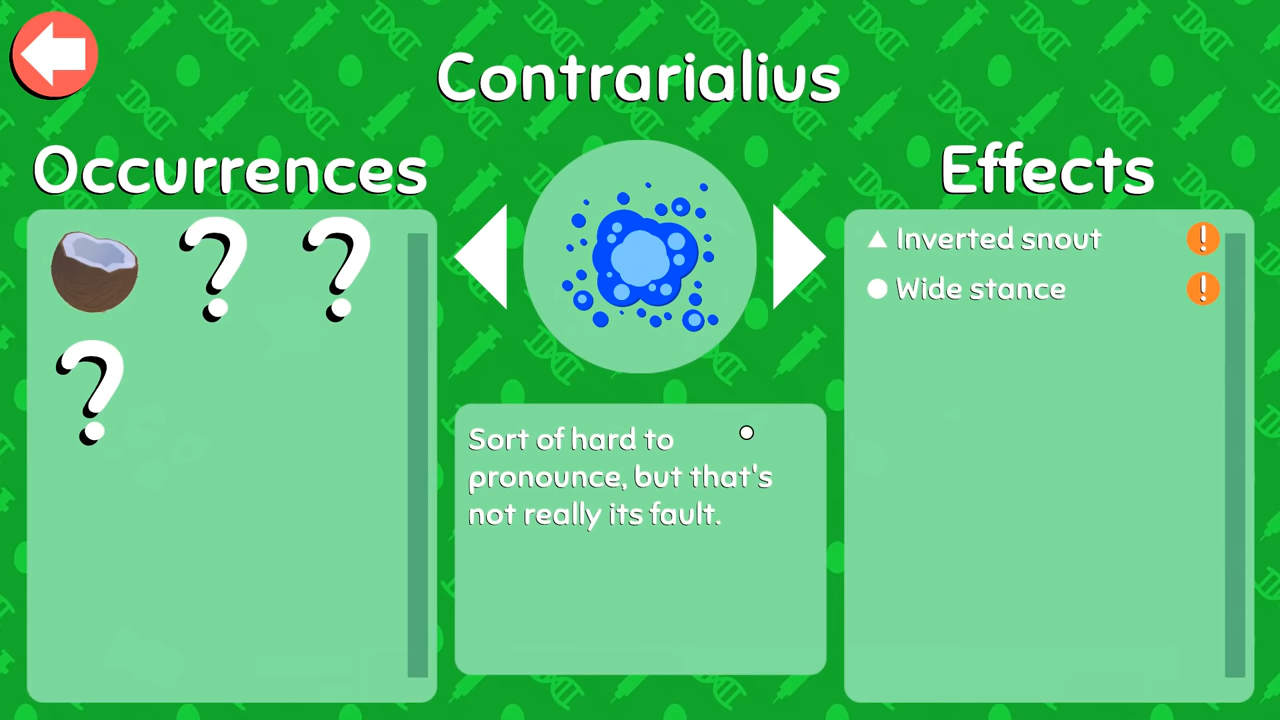 Contrarialius
Occurrences
Effects
? ?
?
Inverted snout !
Wide stance !
Sort of hard to
pronounce, but that's
not really its fault.